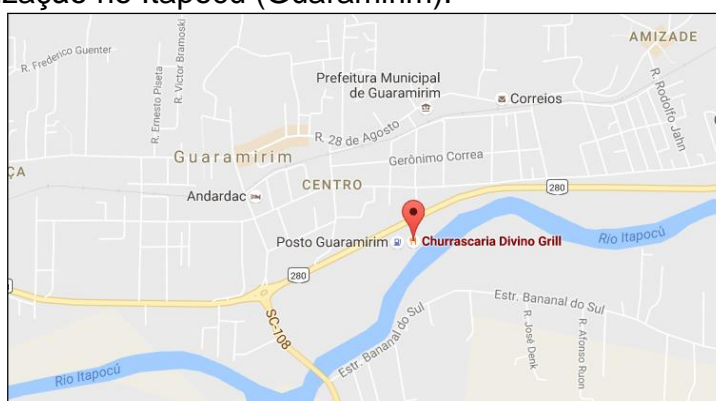 zação no Itapocú (Guaramirim).
AMIZADE
R. Frederico Guenter
R. Ernesto Piseta
R. Victor Bramoski
Prefeitura Municipal
de Guaramirim
Correios
R. Rodolfo Jahn
R. 28 de Agosto
Guaramirim
Gerônimo Correa
ÇA
CENTRO
280
Andardac
Posto Guaramirim
Churrascaria Divino Grill
Rio Itapocú
280
Estr. Bananal do Sul
SC-108
R. José Denk
R. Afonso Ruon
Estr. Bananal do Sul
Rio Itapocú